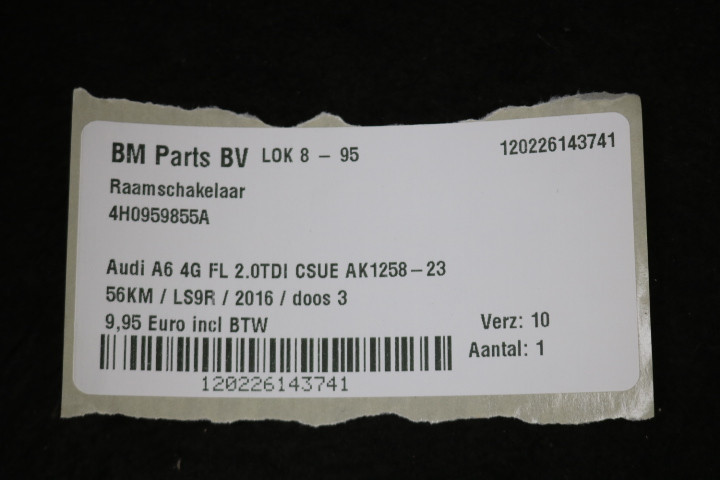 BM Parts BV LOK 8 - 95 120226143741
Raamschakelaar
4H0959855A
Audi A6 4G FL 2.0TDI CSUE AK1258-23
56KM / LS9R / 2016 / doos 3
9,95 Euro incl BTW Verz: 10
Aantal: 1
120226143741